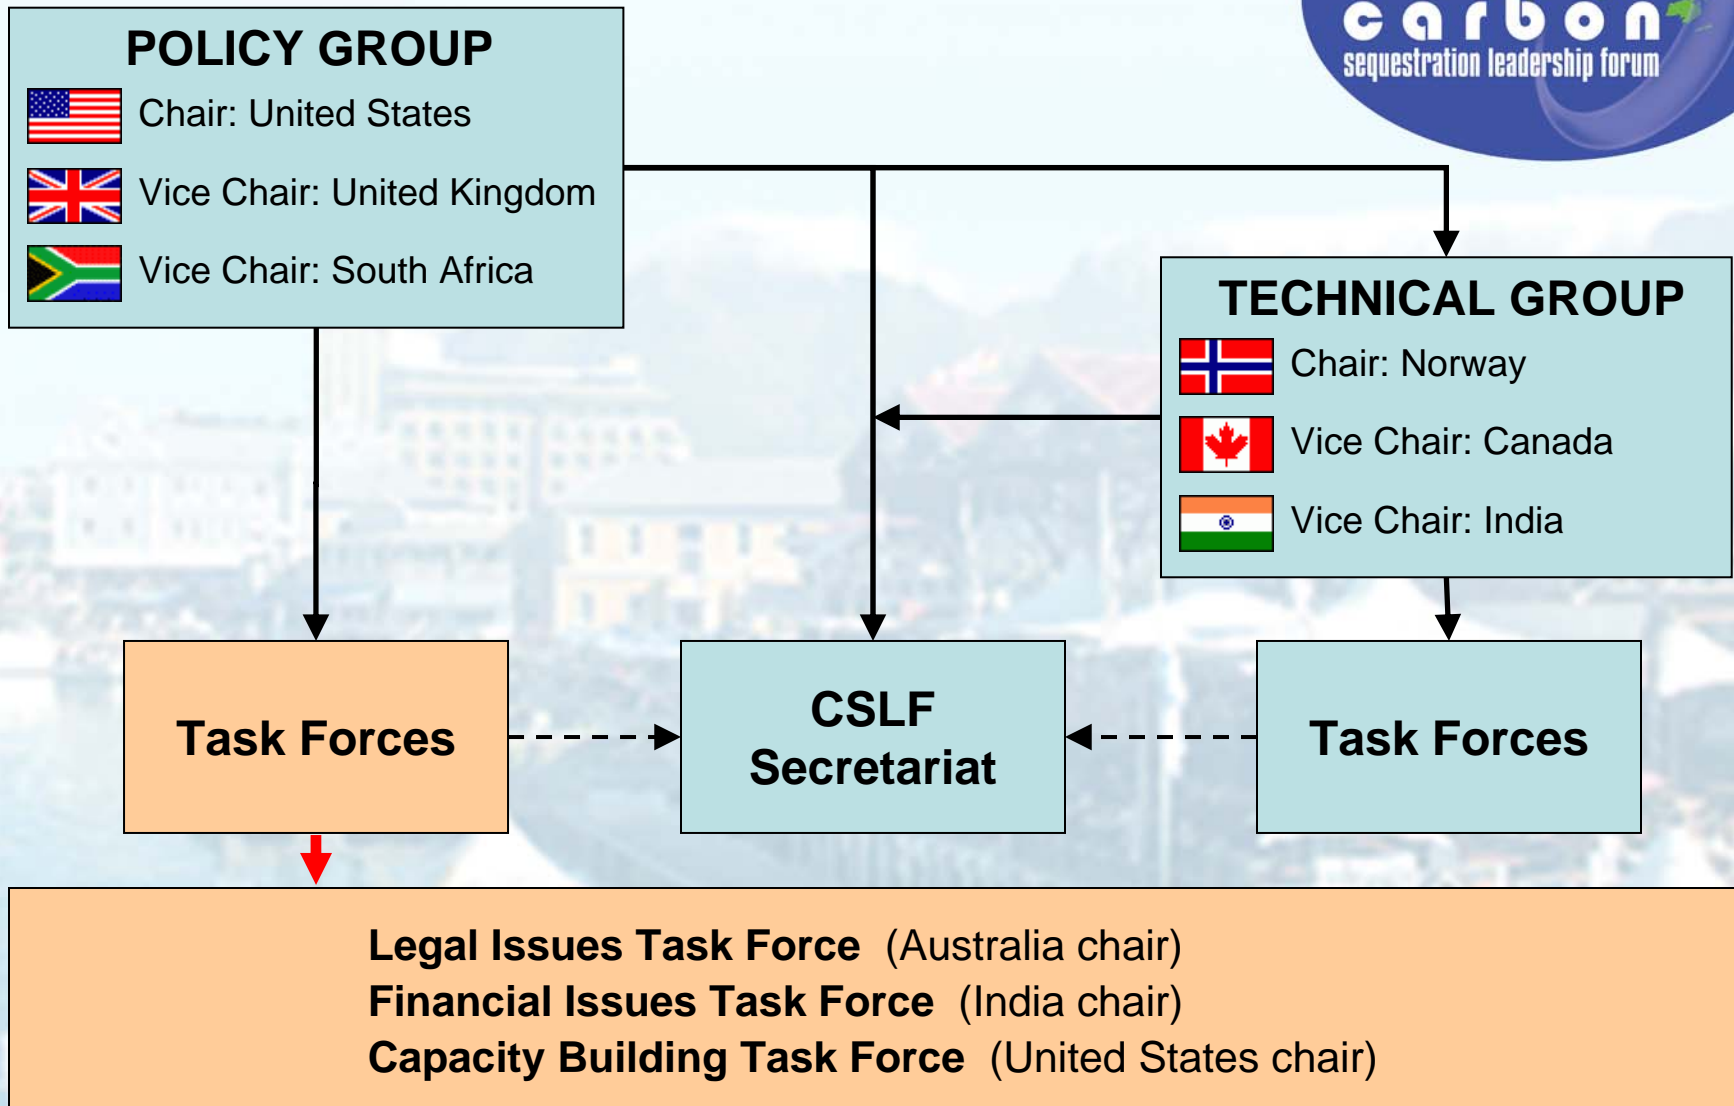 carbon
sequestration leadership forum
POLICY GROUP
Chair: United States
Vice Chair: United Kingdom
Vice Chair: South Africa
TECHNICAL GROUP
Chair: Norway
Vice Chair: Canada
Vice Chair: India
Task Forces
CSLF
Secretariat
Task Forces
Legal Issues Task Force (Australia chair)
Financial Issues Task Force (India chair)
Capacity Building Task Force (United States chair)